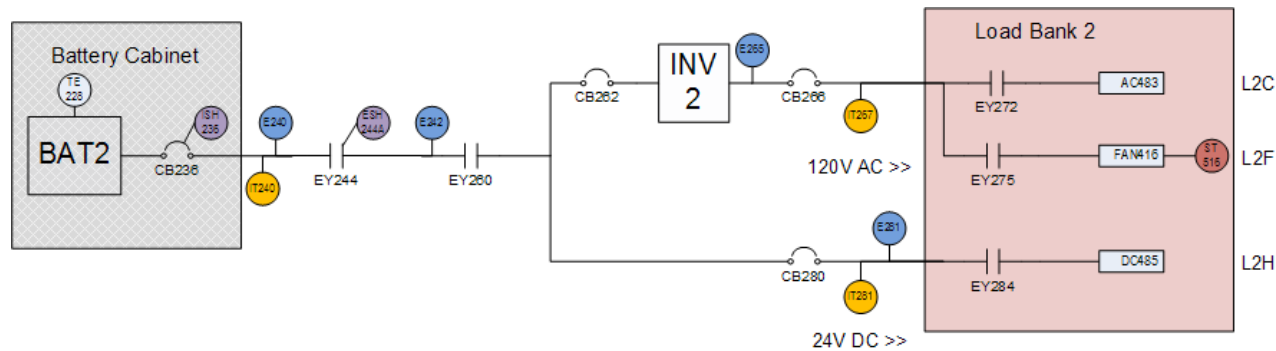 Battery Cabinet
TE
228
BAT2
CB236
ISH
236
E240
IT240
ESH
244A
EY244
E242
EY260
CB262
INV
2
E265
CB266
IT267
120V AC >>
CB280
E281
IT281
24V DC >>
Load Bank 2
EY272
AC483
L2C
EY275
FAN416
ST
516
L2F
EY284
DC485
L2H